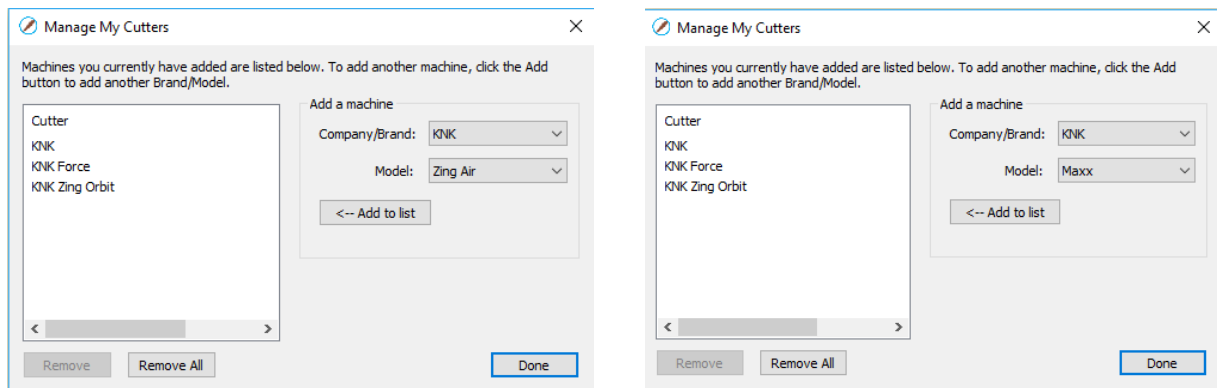 Manage My Cutters
Machines you currently have added are listed below. To add another machine, click the Add
button to add another Brand/Model.
Cutter
KNK
KNK Force
KNK Zing Orbit
Add a machine
Company/Brand: KNK
Model: Zing Air
<-- Add to list
Remove
Remove All
Done
Manage My Cutters
Machines you currently have added are listed below. To add another machine, click the Add
button to add another Brand/Model.
Cutter
KNK
KNK Force
KNK Zing Orbit
Add a machine
Company/Brand: KNK
Model: Maxx
<-- Add to list
Remove
Remove All
Done